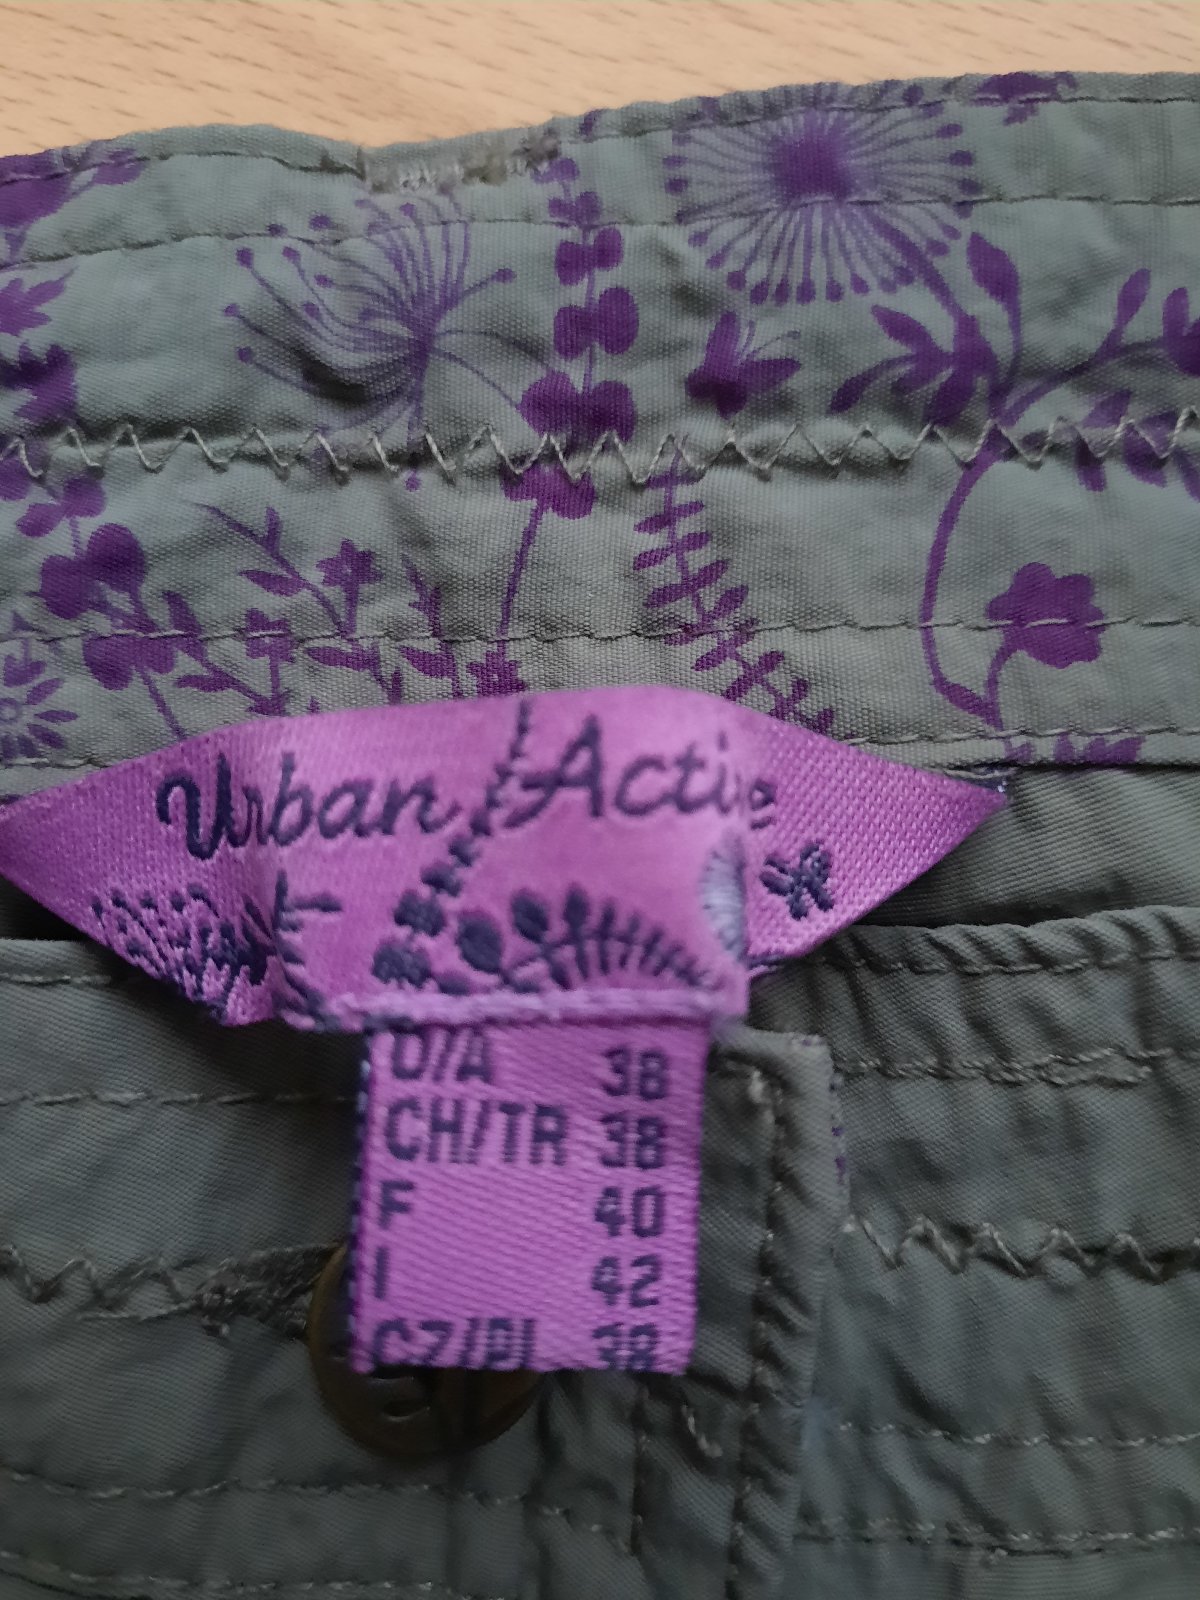 Urban Active
D/A 38
CH/TR 38
F 40
I 42
CZ/PL 38